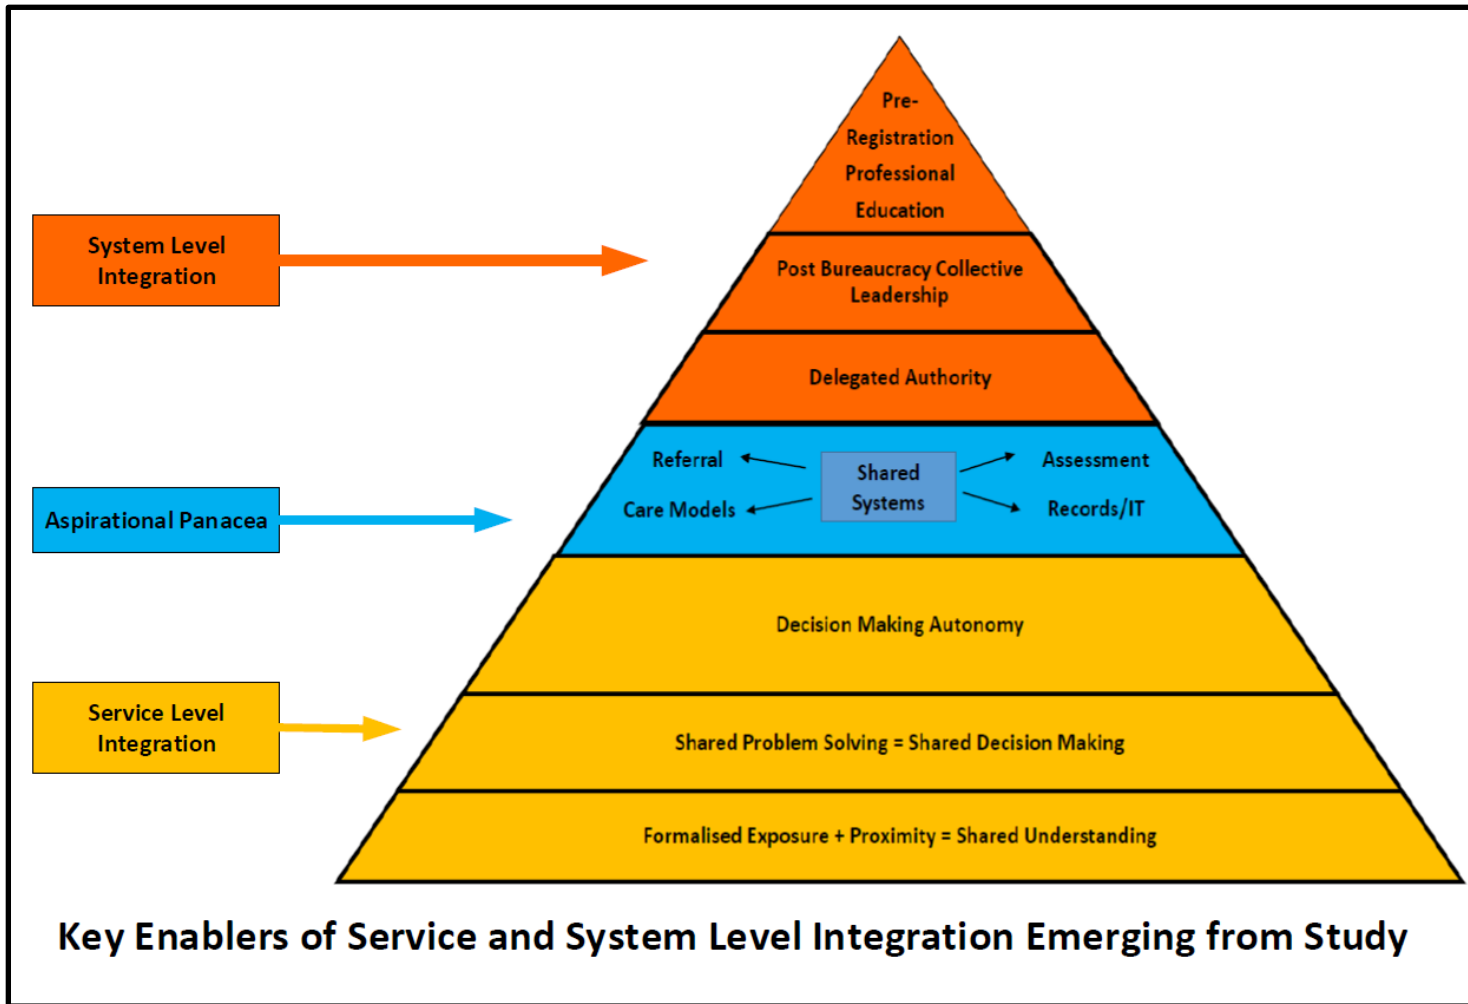 Pre-
Registration
Professional
Education
System Level
Integration
Post Bureaucracy Collective
Leadership
Delegated Authority
Referral
Shared
Systems
Assessment
Care Models
Records/IT
Aspirational Panacea
Decision Making Autonomy
Service Level
Integration
Shared Problem Solving = Shared Decision Making
Formalised Exposure + Proximity = Shared Understanding
Key Enablers of Service and System Level Integration Emerging from Study